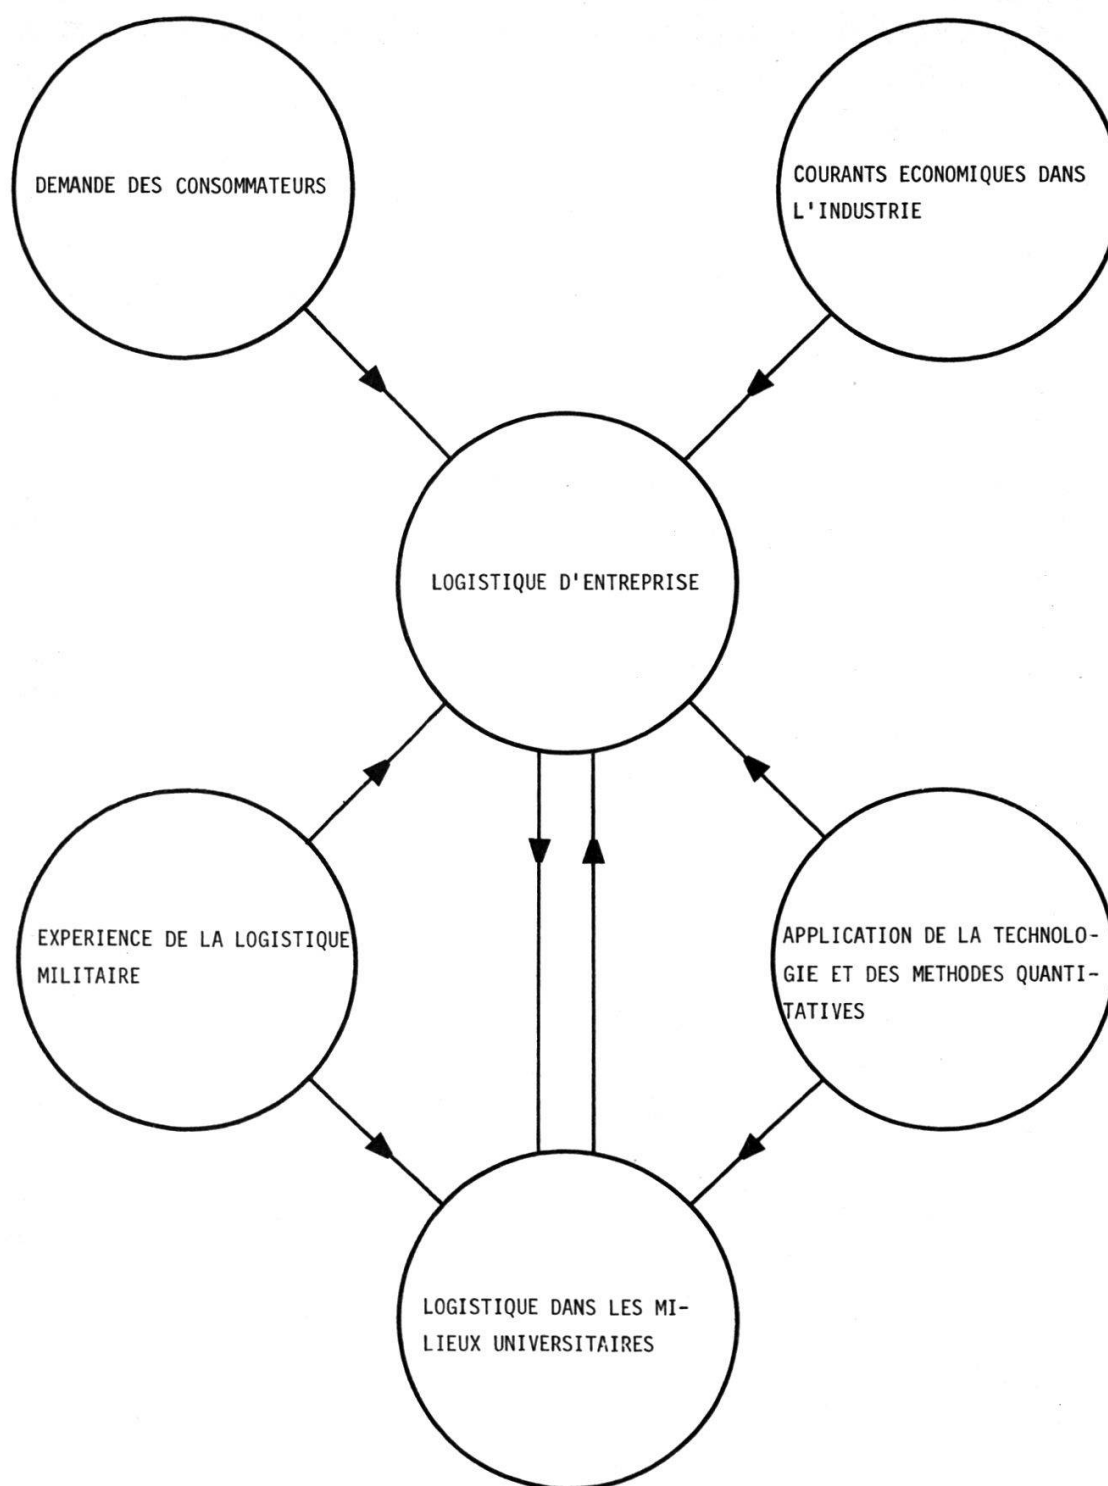 DEMANDE DES CONSOMMATEURS
COURANTS ECONOMIQUES DANS
L'INDUSTRIE
LOGISTIQUE D'ENTREPRISE
EXPERIENCE DE LA LOGISTIQUE
MILITAIRE
APPLICATION DE LA TECHNOLO-
GIE ET DES METHODES QUANTI-
TATIVES
LOGISTIQUE DANS LES MI-
LIEUX UNIVERSITAIRES